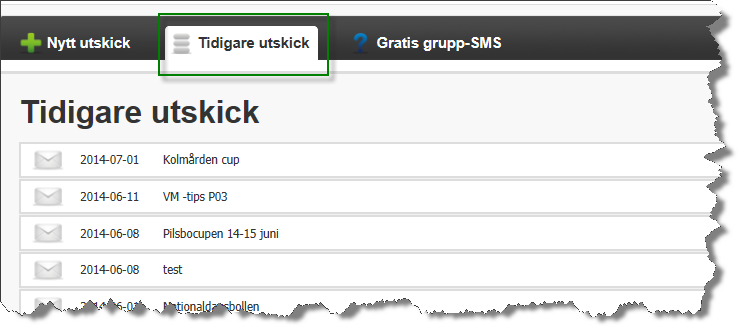 Nytt utskick Tidigare utskick Gratis grupp-SMS
Tidigare utskick
2014-07-01 Kolmården cup
2014-06-11 VM -tips P03
2014-06-08 Pilsbocupen 14-15 juni
2014-06-08 test
Nationaldagsbollen